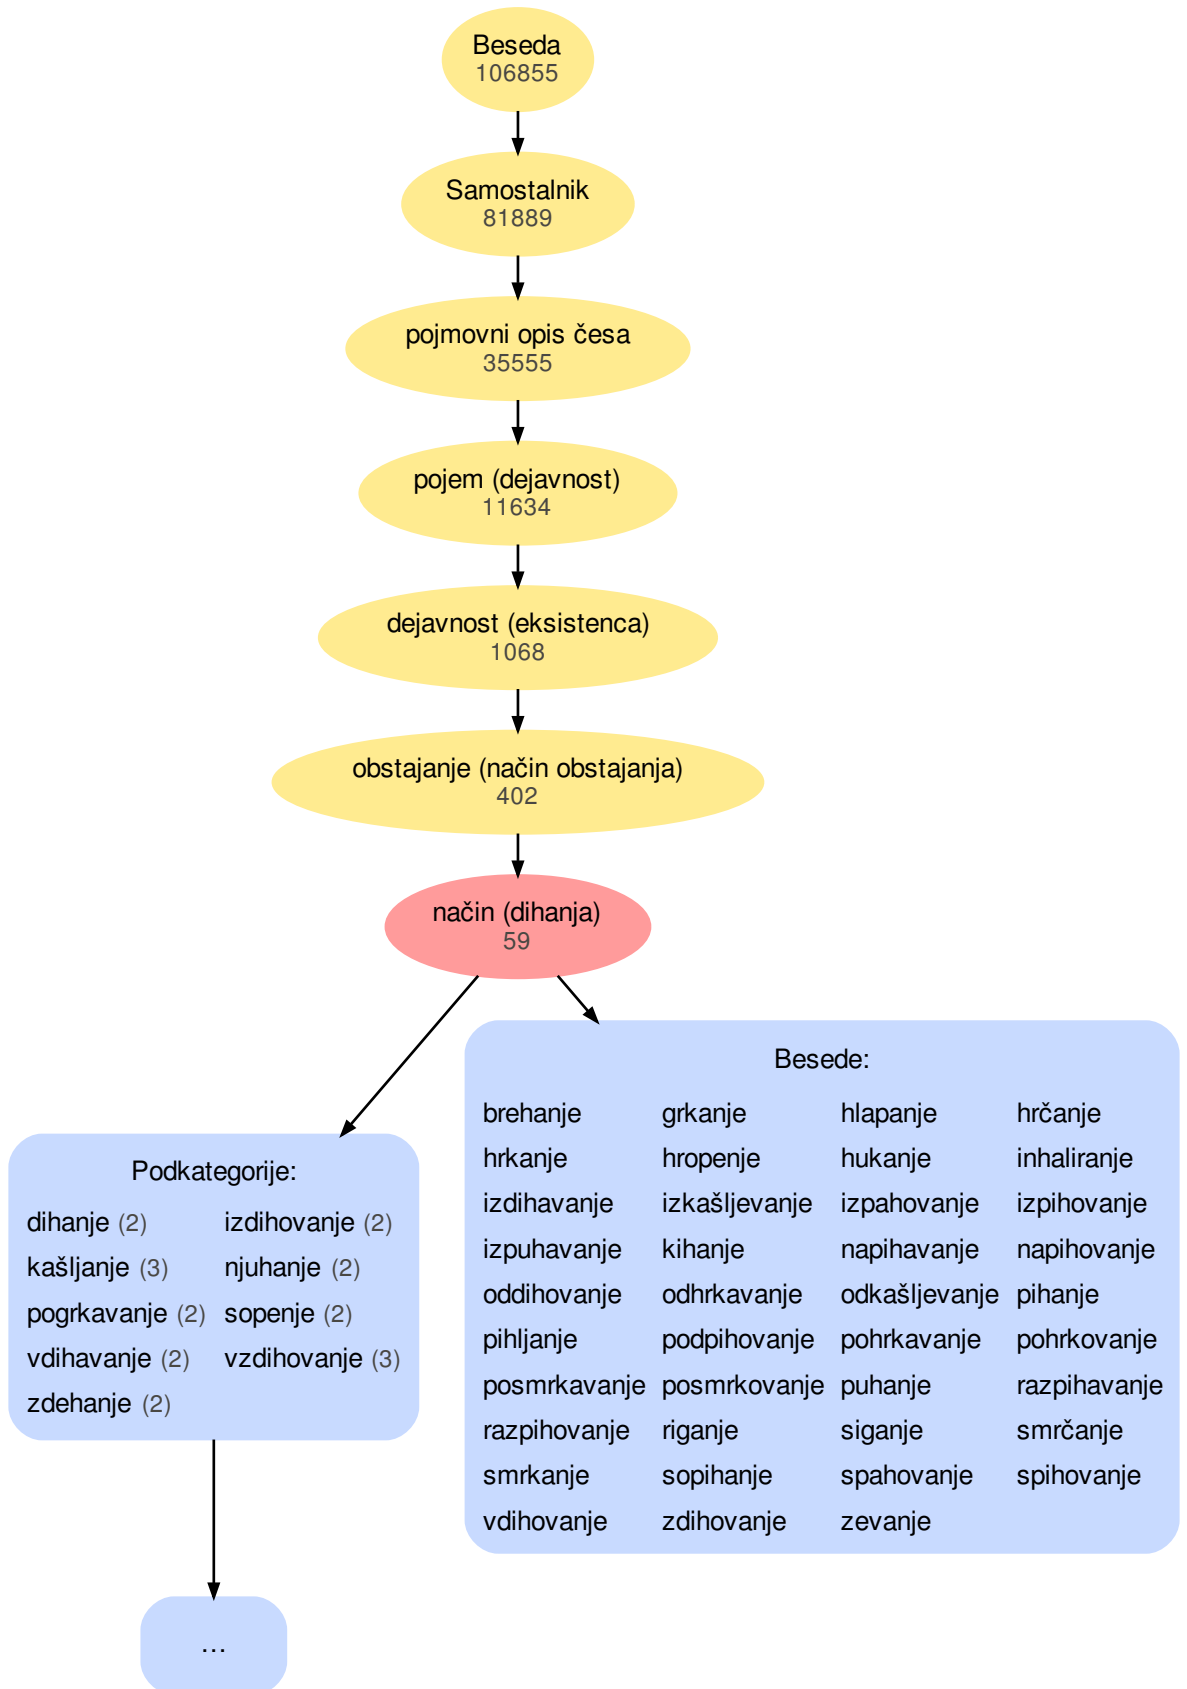 Beseda
106855
Samostalnik
81889
pojmovni opis česa
35555
pojem (dejavnost)
11634
dejavnost (eksistenca)
1068
obstajanje (način obstajanja)
402
način (dihanja)
59
Podkategorije:
dihanje (2) izdihovanje (2)
kašljanje (3) njuhanje (2)
pogrkavanje (2) sopenje (2)
vdihavanje (2) vzdihovanje (3)
zdehanje (2)
...
Besede:
brehanje grkanje hlapanje hrčanje
hrkanje hropenje hukanje inhaliranje
izdihavanje izkašljevanje izpahovanje izpihovanje
izpuhavanje kihanje napihavanje napihovanje
oddihovanje odhrkavanje odkašljevanje pihanje
pihljanje podpihovanje pohrkavanje pohrkovanje
posmrkavanje posmrkovanje puhanje razpihavanje
razpihovanje riganje siganje smrčanje
smrkanje sopihanje spahovanje spihovanje
vdihovanje zdihovanje zevanje